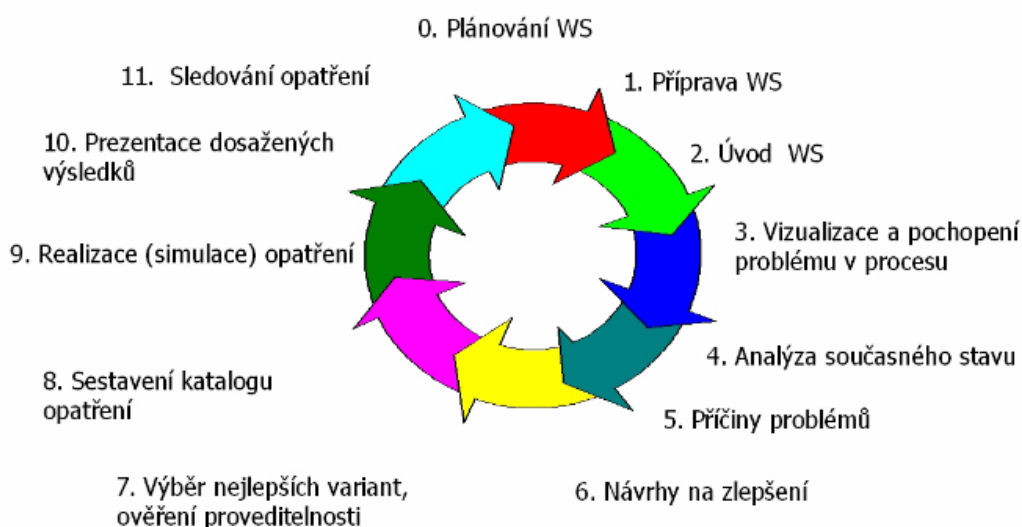 0. Plánování WS
1. Příprava WS
2. Úvod WS
3. Vizualizace a pochopení
problému v procesu
4. Analýza současného stavu
5. Příčiny problémů
6. Návrhy na zlepšení
7. Výběr nejlepších variant,
ověření proveditelnosti
8. Sestavení katalogu
opatření
9. Realizace (simulace) opatření
10. Prezentace dosažených
výsledků
11. Sledování opatření